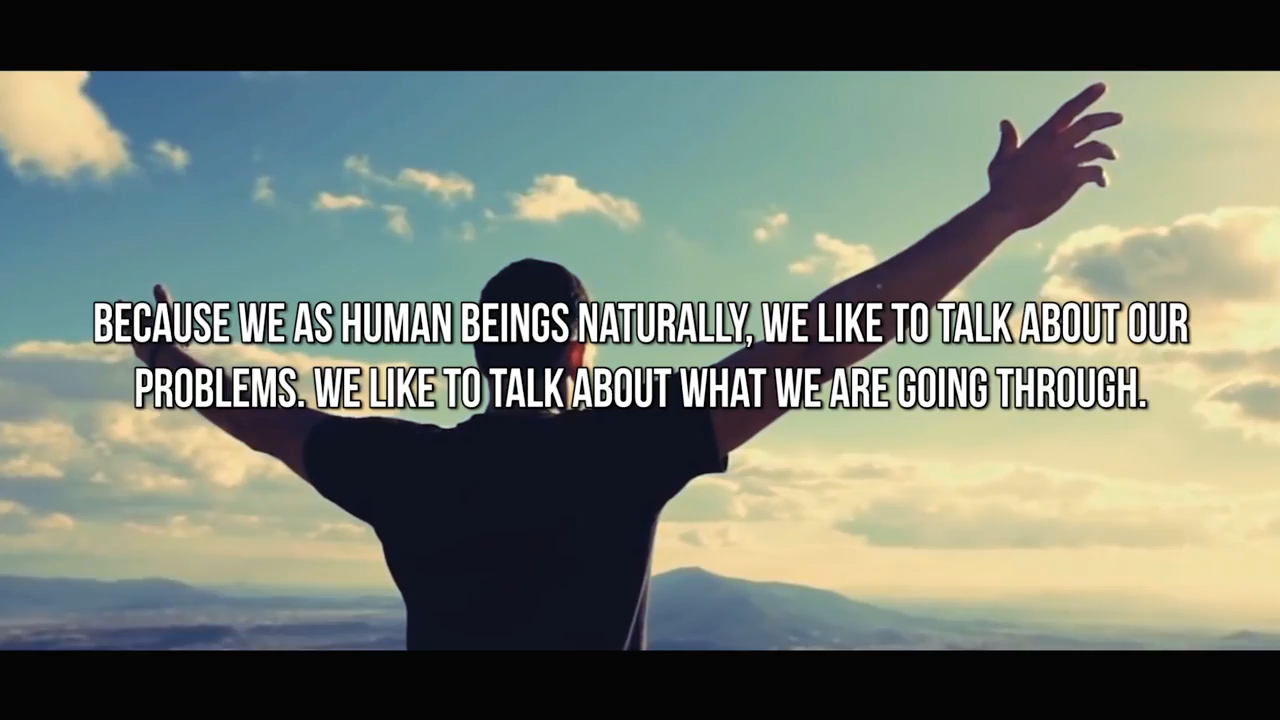 BECAUSE WE AS HUMAN BEINGS NATURALLY, WE LIKE TO TALK ABOUT OUR
PROBLEMS. WE LIKE TO TALK ABOUT WHAT WE ARE GOING THROUGH.